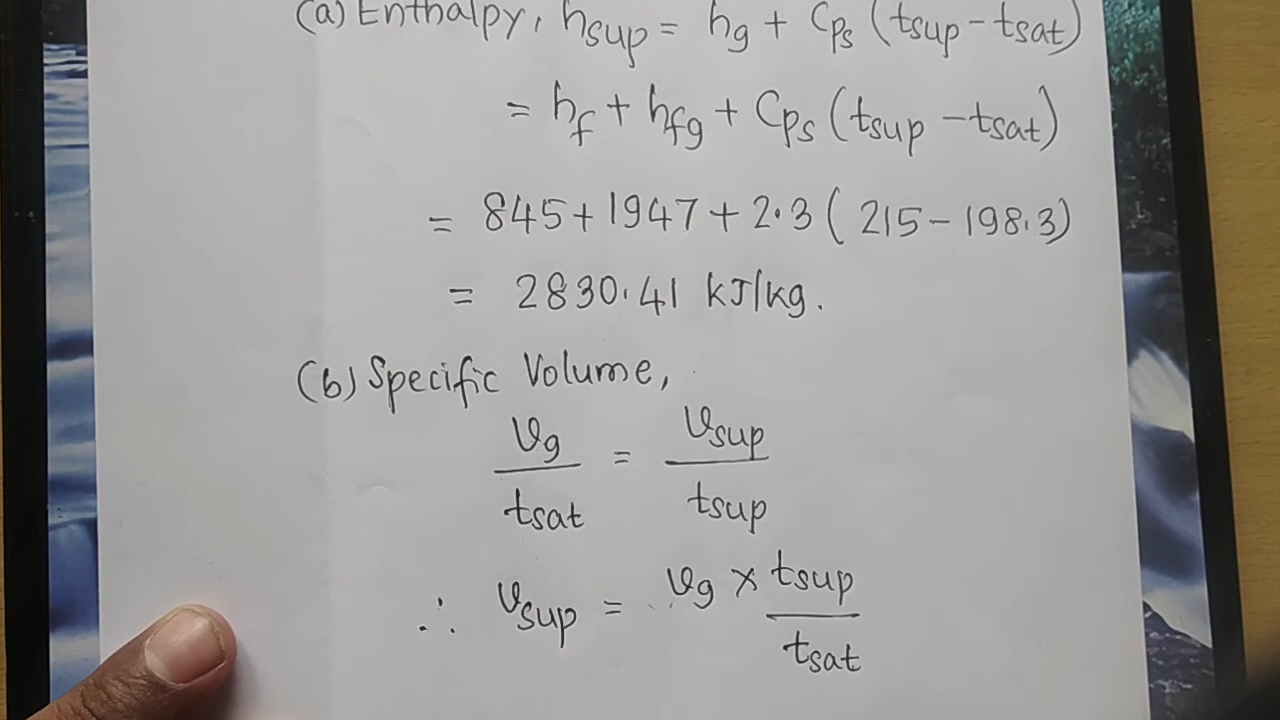 (a) Enthalpy, hsup = hg + Cps (tsup - tsat)
= hf + hfg + Cps (tsup - tsat)
= 845 + 1947 + 2.3 (215 - 198.3)
= 2830.41 kJ/kg.
(b) Specific Volume,
vg / tsat = vsup / tsup
∴ vsup = vg × tsup / tsat